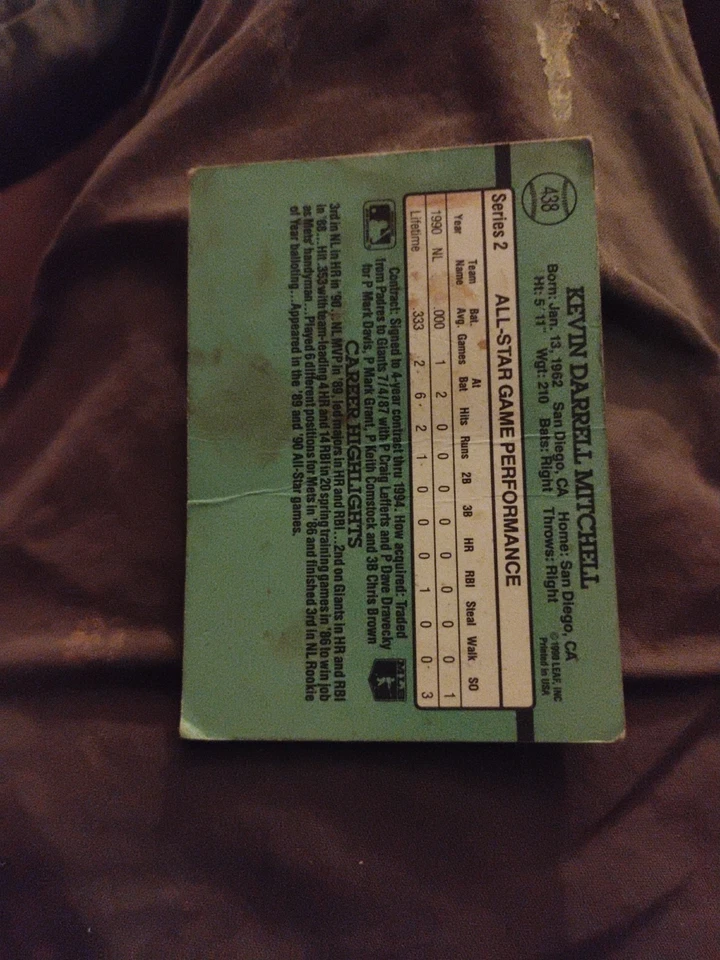 438
KEVIN DARRELL MITCHELL
Born: Jan. 13, 1962 San Diego, CA Home: San Diego, CA
Ht: 5' 11" Wgt: 210 Bats: Right Throws: Right
© 1990 LEAF, INC
Printed in USA
Series 2 ALL-STAR GAME PERFORMANCE
Year Team Name Bat. Avg. Games At Bat Hits Runs 2B 3B HR RBI Steal Walk SO
1990 NL .000 1 2 0 0 0 0 0 0 0 0 1
Lifetime .333 2 6 2 1 0 0 0 1 0 0 3
Contract: Signed to 4-year contract thru 1994. How acquired: Traded
from Padres to Giants 7/4/87 with P Craig Lefferts and P Dave Dravecky
for P Mark Davis, P Mark Grant, P Keith Comstock and 3B Chris Brown
MLB
CAREER HIGHLIGHTS
3rd in NL in HR in '90...NL MVP in '89, led majors in HR and RBI...2nd on Giants in HR and RBI
in '88...Hit .353 with team-leading 4 HR and 14 RBI in 20 spring training games in '86 to win job
as Mets' handyman...Played 6 different positions for Mets in '86 and finished 3rd in NL Rookie
of Year balloting...Appeared in the '89 and '90 All-Star games.